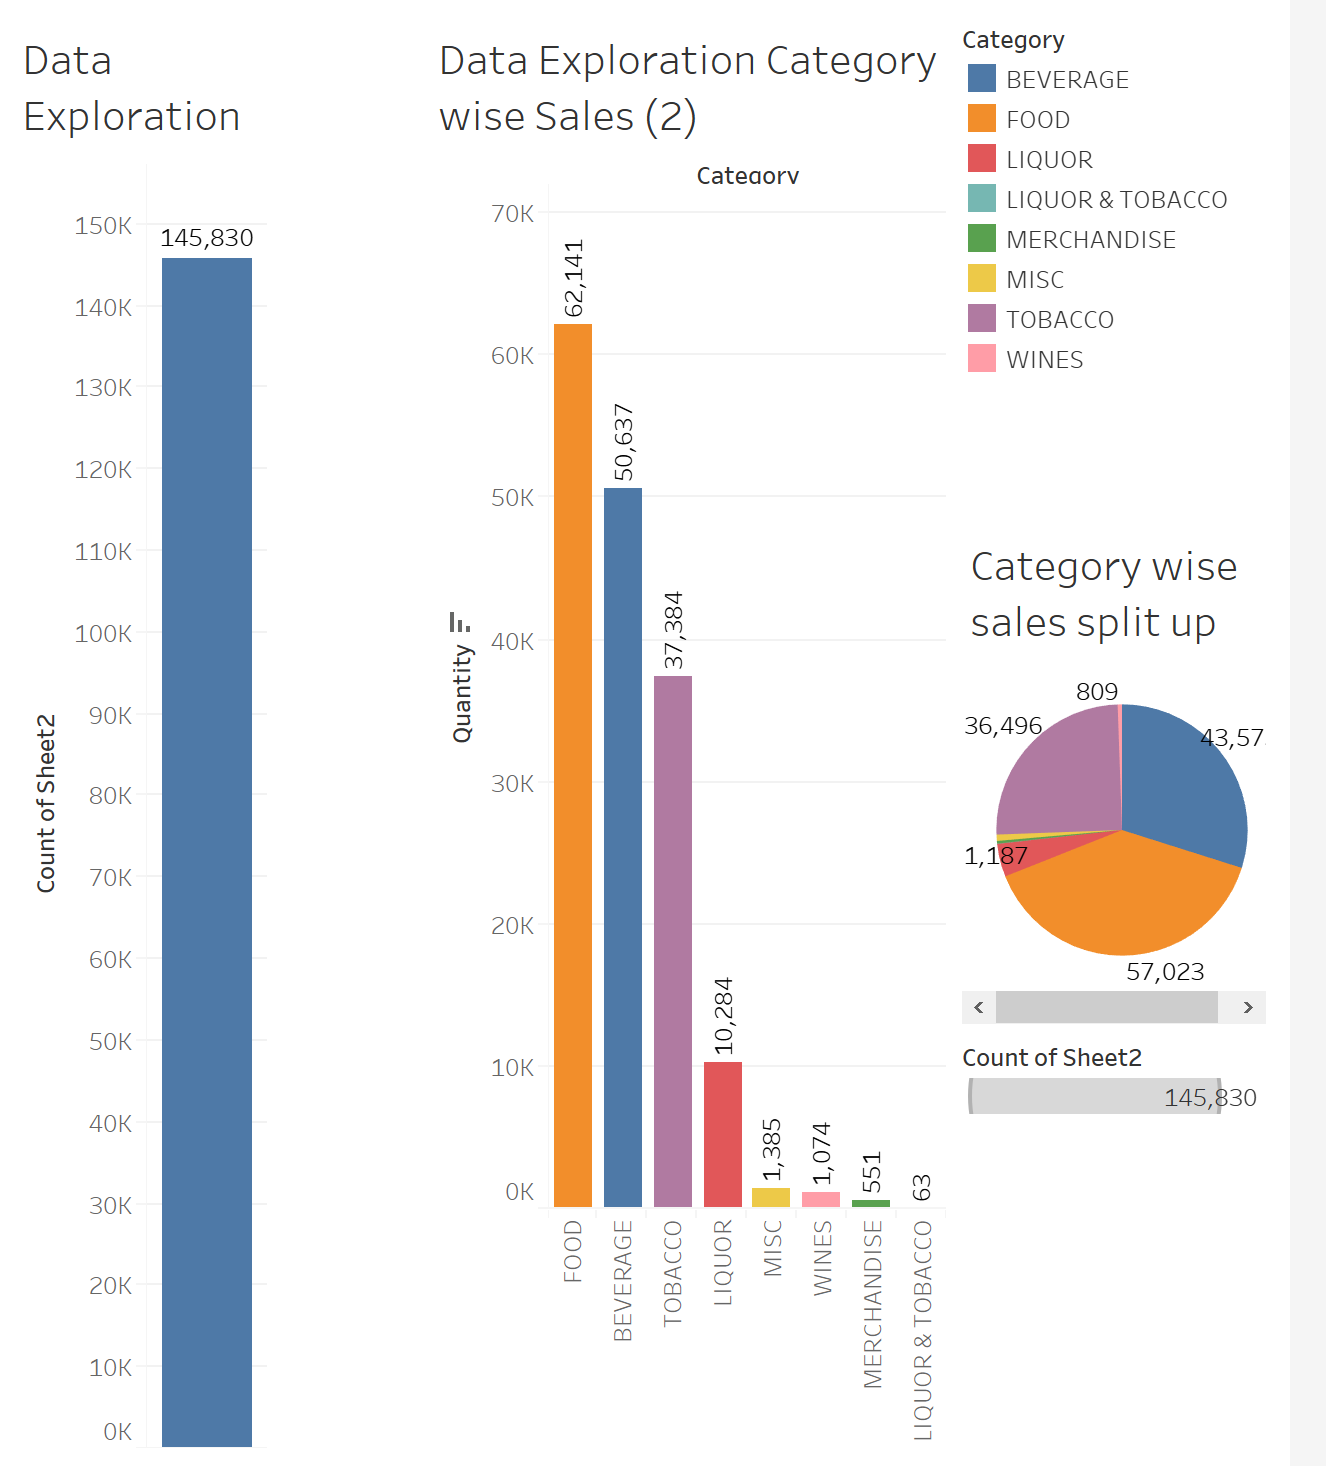 Data
Exploration
150K
145,830
140K
130K
120K
110K
100K
90K
80K
70K
60K
50K
40K
30K
20K
10K
0K
Count of Sheet2
Data Exploration Category
wise Sales (2)
Category
70K
60K
50K
40K
30K
20K
10K
0K
Quantity
62,141
50,637
37,384
10,284
1,385
1,074
551
63
FOOD
BEVERAGE
TOBACCO
LIQUOR
MISC
WINES
MERCHANDISE
LIQUOR & TOBACCO
Category
BEVERAGE
FOOD
LIQUOR
LIQUOR & TOBACCO
MERCHANDISE
MISC
TOBACCO
WINES
Category wise
sales split up
809
36,496
1,187
57,023
Count of Sheet2
145,830